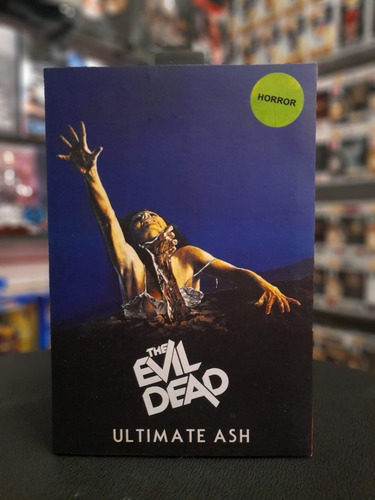 HORROR
THE
EVIL
DEAD
ULTIMATE ASH